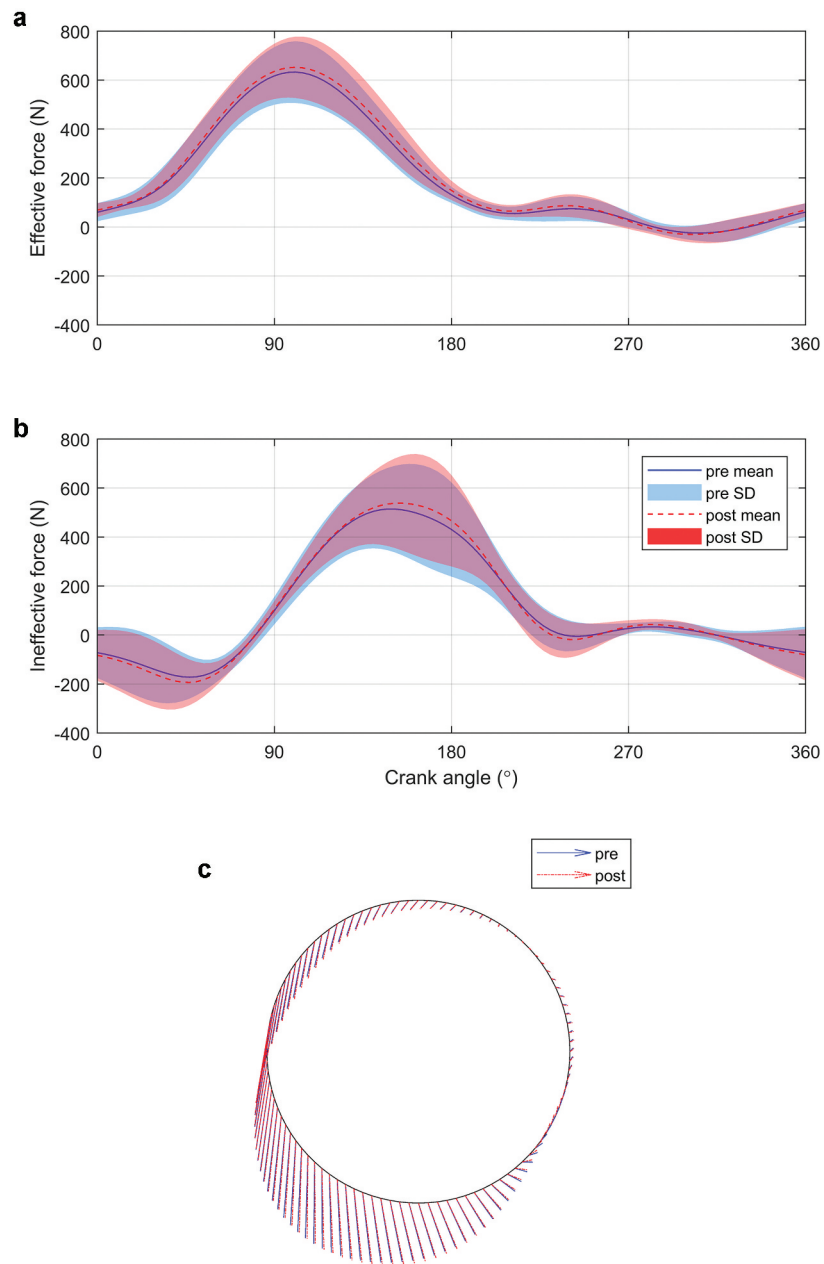 a
800
600
400
200
0
-200
-400
Effective force (N)
0 90 180 270 360
b
800
600
400
200
0
-200
-400
Ineffective force (N)
pre mean
pre SD
post mean
post SD
0 90 180 270 360
Crank angle (°)
c
pre
post